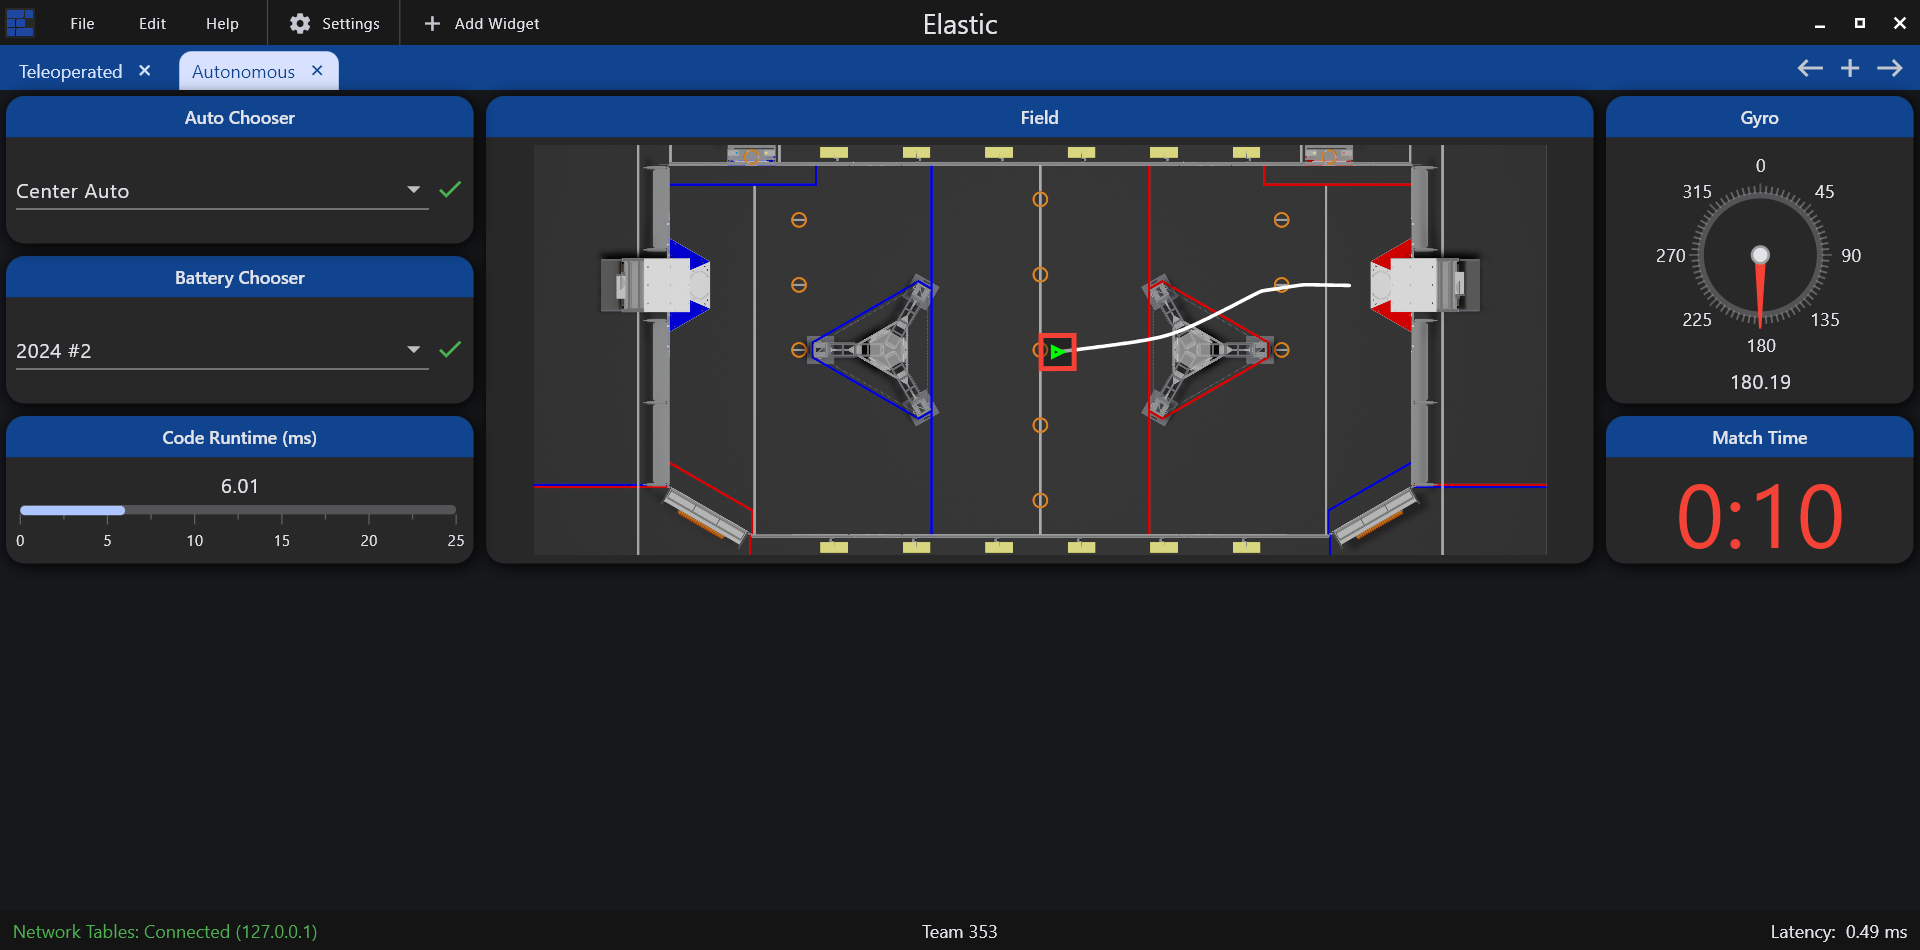 File Edit Help Settings Add Widget Elastic
Teleoperated Autonomous
Auto Chooser
Center Auto
Battery Chooser
2024 #2
Code Runtime (ms)
6.01
0 5 10 15 20 25
Field
Gyro
0
315 45
270 90
225 135
180
180.19
Match Time
0:10
Network Tables: Connected (127.0.0.1) Team 353 Latency: 0.49 ms